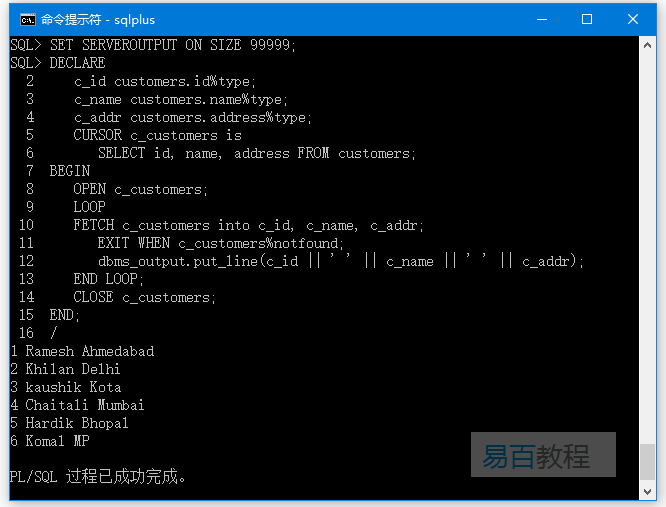 命令提示符 - sqlplus
SQL> SET SERVEROUTPUT ON SIZE 99999;
SQL> DECLARE
  2     c_id customers.id%type;
  3     c_name customers.name%type;
  4     c_addr customers.address%type;
  5     CURSOR c_customers is
  6        SELECT id, name, address FROM customers;
  7  BEGIN
  8     OPEN c_customers;
  9     LOOP
 10     FETCH c_customers into c_id, c_name, c_addr;
 11        EXIT WHEN c_customers%notfound;
 12        dbms_output.put_line(c_id || ' ' || c_name || ' ' || c_addr);
 13     END LOOP;
 14     CLOSE c_customers;
 15  END;
 16  /
1 Ramesh Ahmedabad
2 Khilan Delhi
3 kaushik Kota
4 Chaitali Mumbai
5 Hardik Bhopal
6 Komal MP
易百教程
PL/SQL 过程已成功完成。